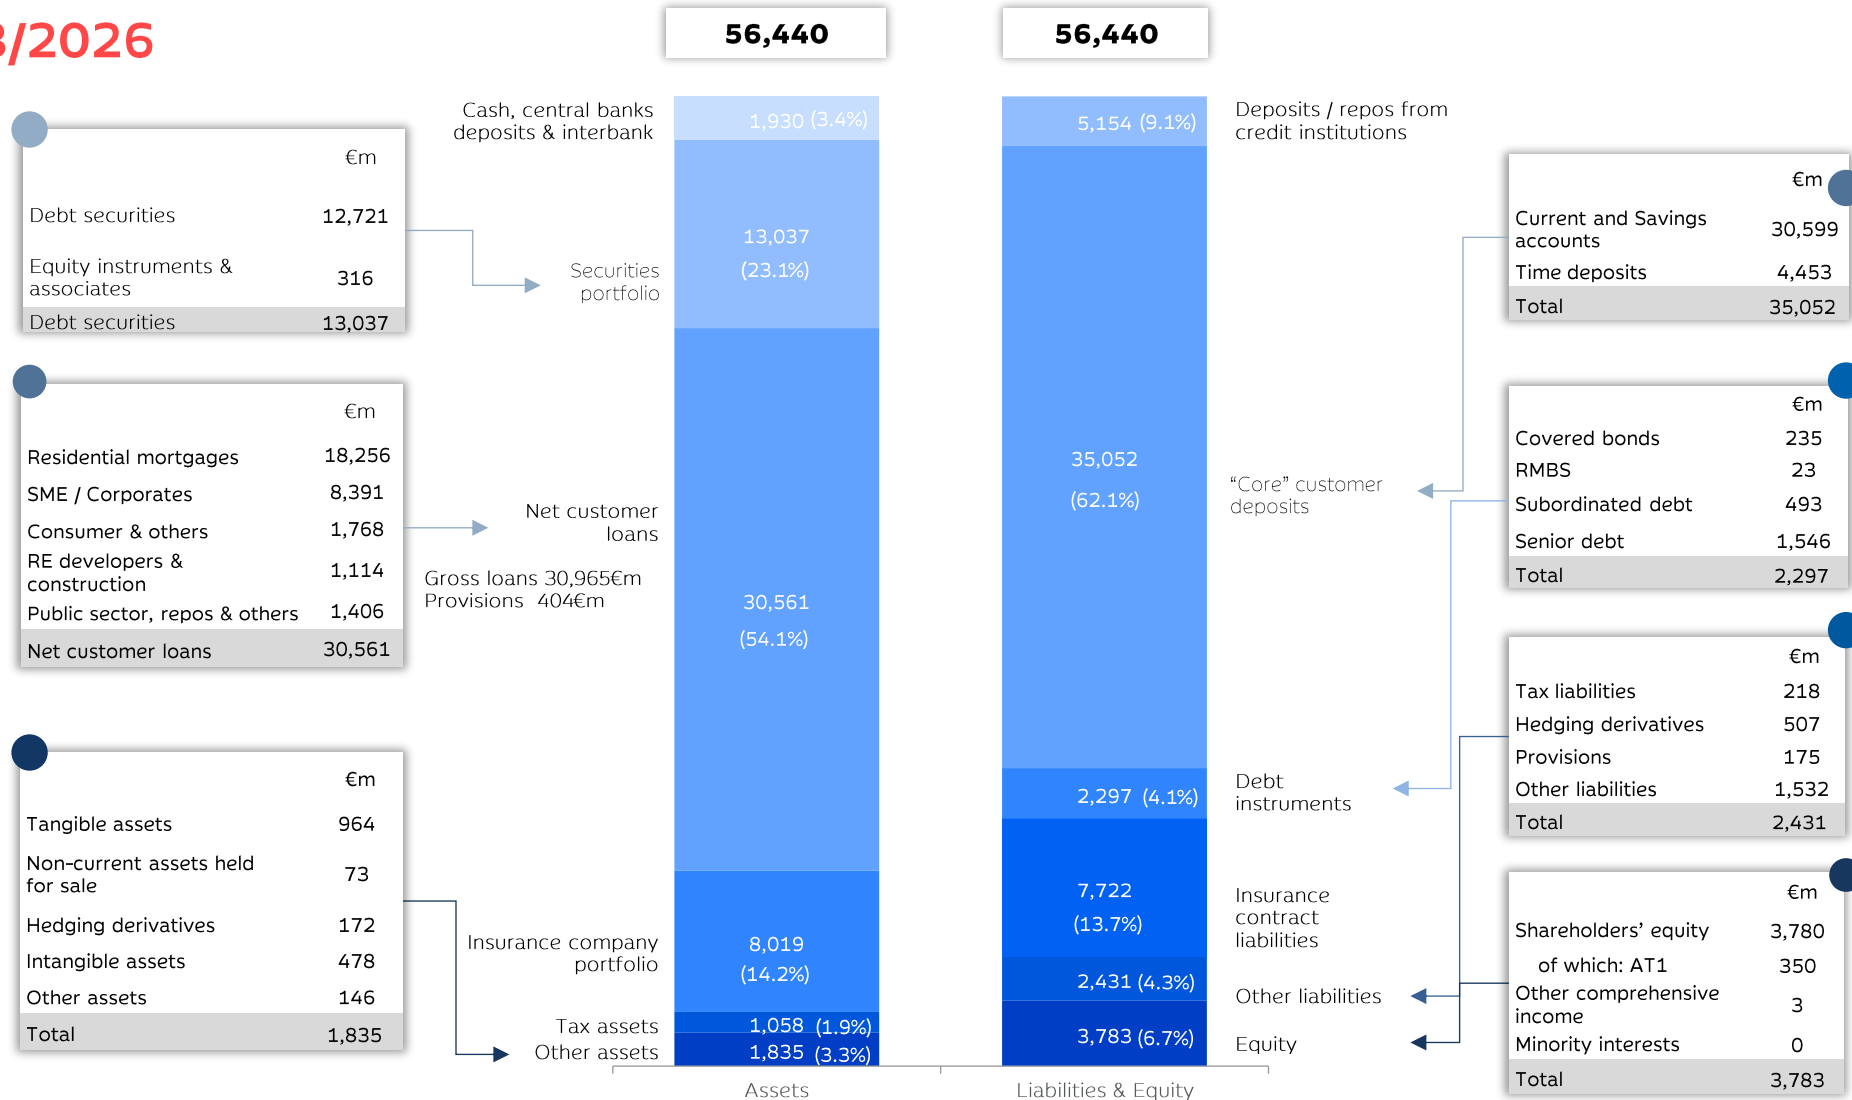 3/2026
56,440
56,440
€m
Debt securities 12,721
Equity instruments &
associates 316
Debt securities 13,037
€m
Residential mortgages 18,256
SME / Corporates 8,391
Consumer & others 1,768
RE developers &
construction 1,114
Public sector, repos & others 1,406
Net customer loans 30,561
€m
Tangible assets 964
Non-current assets held
for sale 73
Hedging derivatives 172
Intangible assets 478
Other assets 146
Total 1,835
Cash, central banks
deposits & interbank
Securities
portfolio
Net customer
loans
Gross loans 30,965€m
Provisions 404€m
Insurance company
portfolio
Tax assets
Other assets
1,930 (3.4%)
13,037
(23.1%)
30,561
(54.1%)
8,019
(14.2%)
1,058 (1.9%)
1,835 (3.3%)
Assets
5,154 (9.1%)
35,052
(62.1%)
2,297 (4.1%)
7,722
(13.7%)
2,431 (4.3%)
3,783 (6.7%)
Liabilities & Equity
Deposits / repos from
credit institutions
“Core” customer
deposits
Debt
instruments
Insurance
contract
liabilities
Other liabilities
Equity
€m
Current and Savings
accounts 30,599
Time deposits 4,453
Total 35,052
€m
Covered bonds 235
RMBS 23
Subordinated debt 493
Senior debt 1,546
Total 2,297
€m
Tax liabilities 218
Hedging derivatives 507
Provisions 175
Other liabilities 1,532
Total 2,431
€m
Shareholders’ equity 3,780
of which: AT1 350
Other comprehensive
income 3
Minority interests 0
Total 3,783